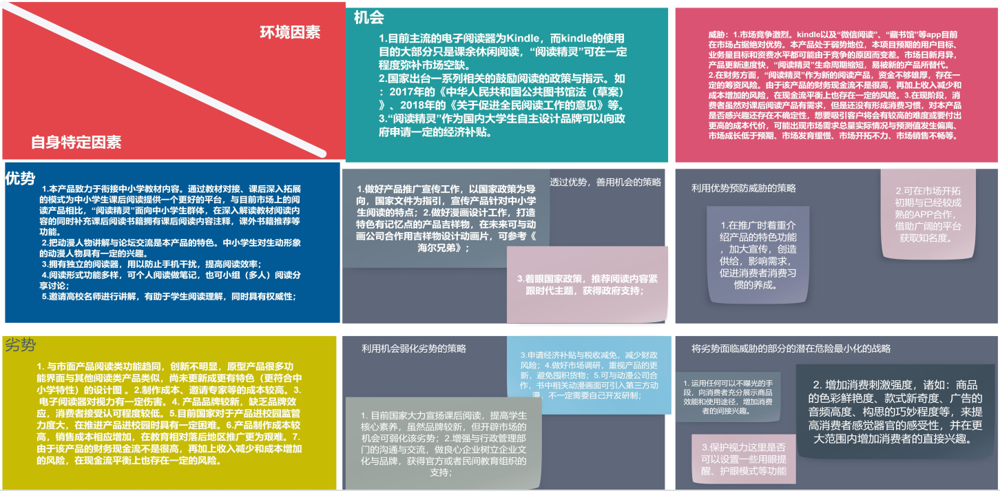 环境因素
自身特定因素
机会
1.目前主流的电子阅读器为Kindle，而kindle的使用
目的大部分只是课余休闲阅读，“阅读精灵”可在一定
程度弥补市场空缺。
2.国家出台一系列相关的鼓励阅读的政策与指示。如
：2017年的《中华人民共和国公共图书馆法（草案）
》、2018年的《关于促进全民阅读工作的意见》等。
3.“阅读精灵”作为国内大学生自主设计品牌可以向政
府申请一定的经济补贴。
威胁：1.市场竞争激烈。kindle以及“微信阅读”、“藏书馆”等app目前
在市场占据绝对优势。本产品处于弱势地位，本项目预期的用户目标、
业务量目标和资费水平都可能由于竞争的原因而变差。市场日新月异，
产品更新速度快，“阅读精灵”生命周期缩短，易被新的产品所替代。
2.在财务方面，“阅读精灵”作为新的阅读产品，资金不够雄厚，存在一
定的筹资风险。由于该产品的财务现金流不是很高，再加上收入减少和
成本增加的风险，在现金流平衡上也存在一定的风险。3.在现阶段，消
费者虽然对课后阅读产品有需求，但是还没有形成消费习惯，对本产品
是否感兴趣还存在不确定性，想要吸引客户将会有较高的难度或要付出
更高的成本代价，可能出现市场需求总量实际情况与预测值发生偏离、
市场成长低于预期、市场发育缓慢、市场开拓不力、市场销售不畅等。
优势
1.本产品致力于衔接中小学教材内容。通过教材对接、课后深入拓展
的模式为中小学生课后阅读提供一个更好的平台，与目前市场上的阅
读产品相比，“阅读精灵”面向中小学生群体，在深入解读教材阅读内
容的同时补充课后阅读书籍拥有课后阅读内容注释，课外书籍推荐等
功能。
2.把动漫人物讲解与论坛交流是本产品的特色。中小学生对生动形象
的动漫人物具有一定的兴趣。
3.拥有独立的阅读器，用以防止手机干扰，提高阅读效率；
4.阅读形式功能多样，可个人阅读做笔记，也可小组（多人）阅读分
享讨论；
5.邀请高校名师进行讲解，有助于学生阅读理解，同时具有权威性；
透过优势，善用机会的策略
1.做好产品推广宣传工作，以国家政策为导
向，国家文件为指引，宣传产品针对中小学
生阅读的特点；2.做好漫画设计工作，打造
特色有记忆点的产品吉祥物，在未来可与动
画公司合作用吉祥物设计动画片，可参考《
海尔兄弟》；
3.着眼国家政策，推荐阅读内容紧
跟时代主题，获得政府支持；
利用优势预防威胁的策略
1.在推广时着重介
绍产品的特色功能
，加大宣传，创造
供给，影响需求，
促进消费者消费习
惯的养成。
2.可在市场开拓
初期与已经较成
熟的APP合作，
借助广阔的平台
获取知名度。
劣势
1. 与市面产品阅读类功能趋同，创新不明显，原型产品很多功
能界面与其他阅读类产品类似，尚未更新成更有特色（更符合中
小学特性）的设计图 。2.制作成本、邀请专家等的成本较高。3.
电子阅读器对视力有一定伤害。4. 产品品牌较新，缺乏品牌效
应，消费者接受认可程度较低。5.目前国家对于产品进校园监管
力度大，在推进产品进校园时具有一定困难。6.产品制作成本较
高，销售成本相应增加，在教育相对落后地区推广更为艰难。7.
由于该产品的财务现金流不是很高，再加上收入减少和成本增加
的风险，在现金流平衡上也存在一定的风险。
利用机会弱化劣势的策略
3.申请经济补贴与税收减免，减少财政
风险；4.做好市场调研，重视产品的更
新，避免囤积货物；5.可与动漫公司合
作，书中相关动漫画面可引入第三方动
漫，不一定需要自己开发研制；
1. 目前国家大力宣扬课后阅读，提高学生
核心素养，虽然品牌较新，但开辟市场的
机会可弱化该劣势；2.增强与行政管理部
门的沟通与交流，做良心企业树立企业文
化与品牌，获得官方或者民间教育组织的
支持；
将劣势面临威胁的部分的潜在危险最小化的战略
1. 运用任何可以不曝光的手
段，向消费者充分展示商品
效能和使用途径，增加消费
者的间接兴趣。
2. 增加消费刺激强度，诸如：商品
的色彩鲜艳度、款式新奇度、广告的
音频高度、构思的巧妙程度等，来提
高消费者感觉器官的感受性，并在更
大范围内增加消费者的直接兴趣。
3.保护视力这里是否
可以设置一些用眼提
醒、护眼模式等功能